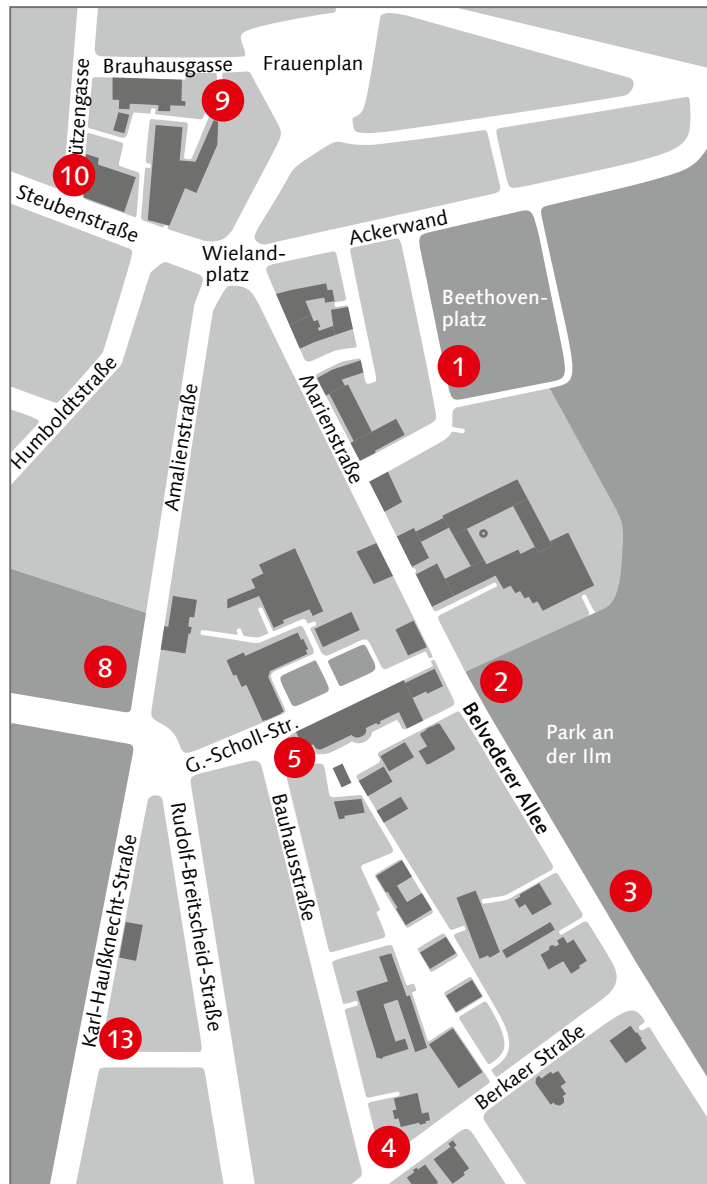 Brauhausgasse
Frauenplan
9
ützengasse
10
Steubenstraße
Wieland-
platz
Ackerwand
Beethoven-
platz
1
Humboldtstraße
Amalienstraße
Marienstraße
8
2
G.-Scholl-Str.
5
Belvederer Allee
Park an
der Ilm
Bauhausstraße
Rudolf-Breitscheid-Straße
Karl-Haußknecht-Straße
3
13
Berkaer Straße
4